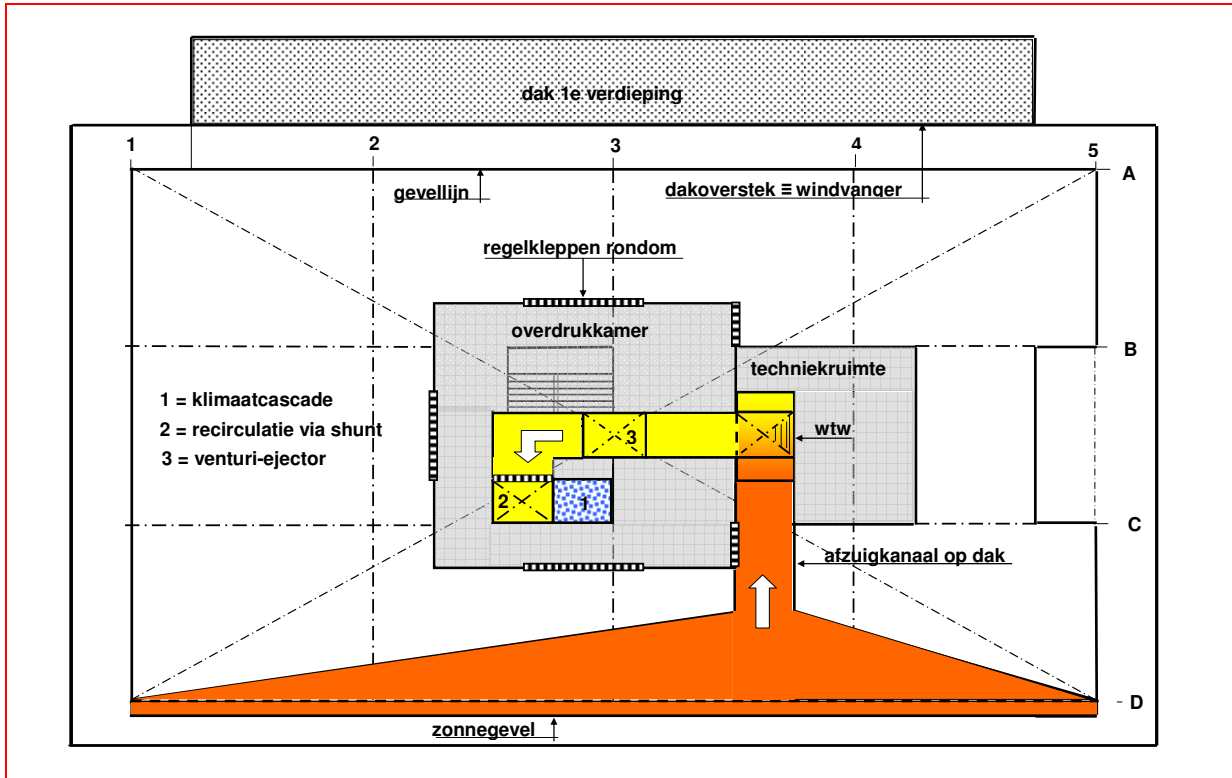 dak 1e verdieping
1
2
3
4
5
A
gevellijn
dakoverstek ≡ windvanger
regelkleppen rondom
overdrukkamer
B
techniekruimte
1 = klimaatcascade
2 = recirculatie via shunt
3 = venturi-ejector
3
wtw
2
1
C
afzuigkanaal op dak
D
zonnegevel